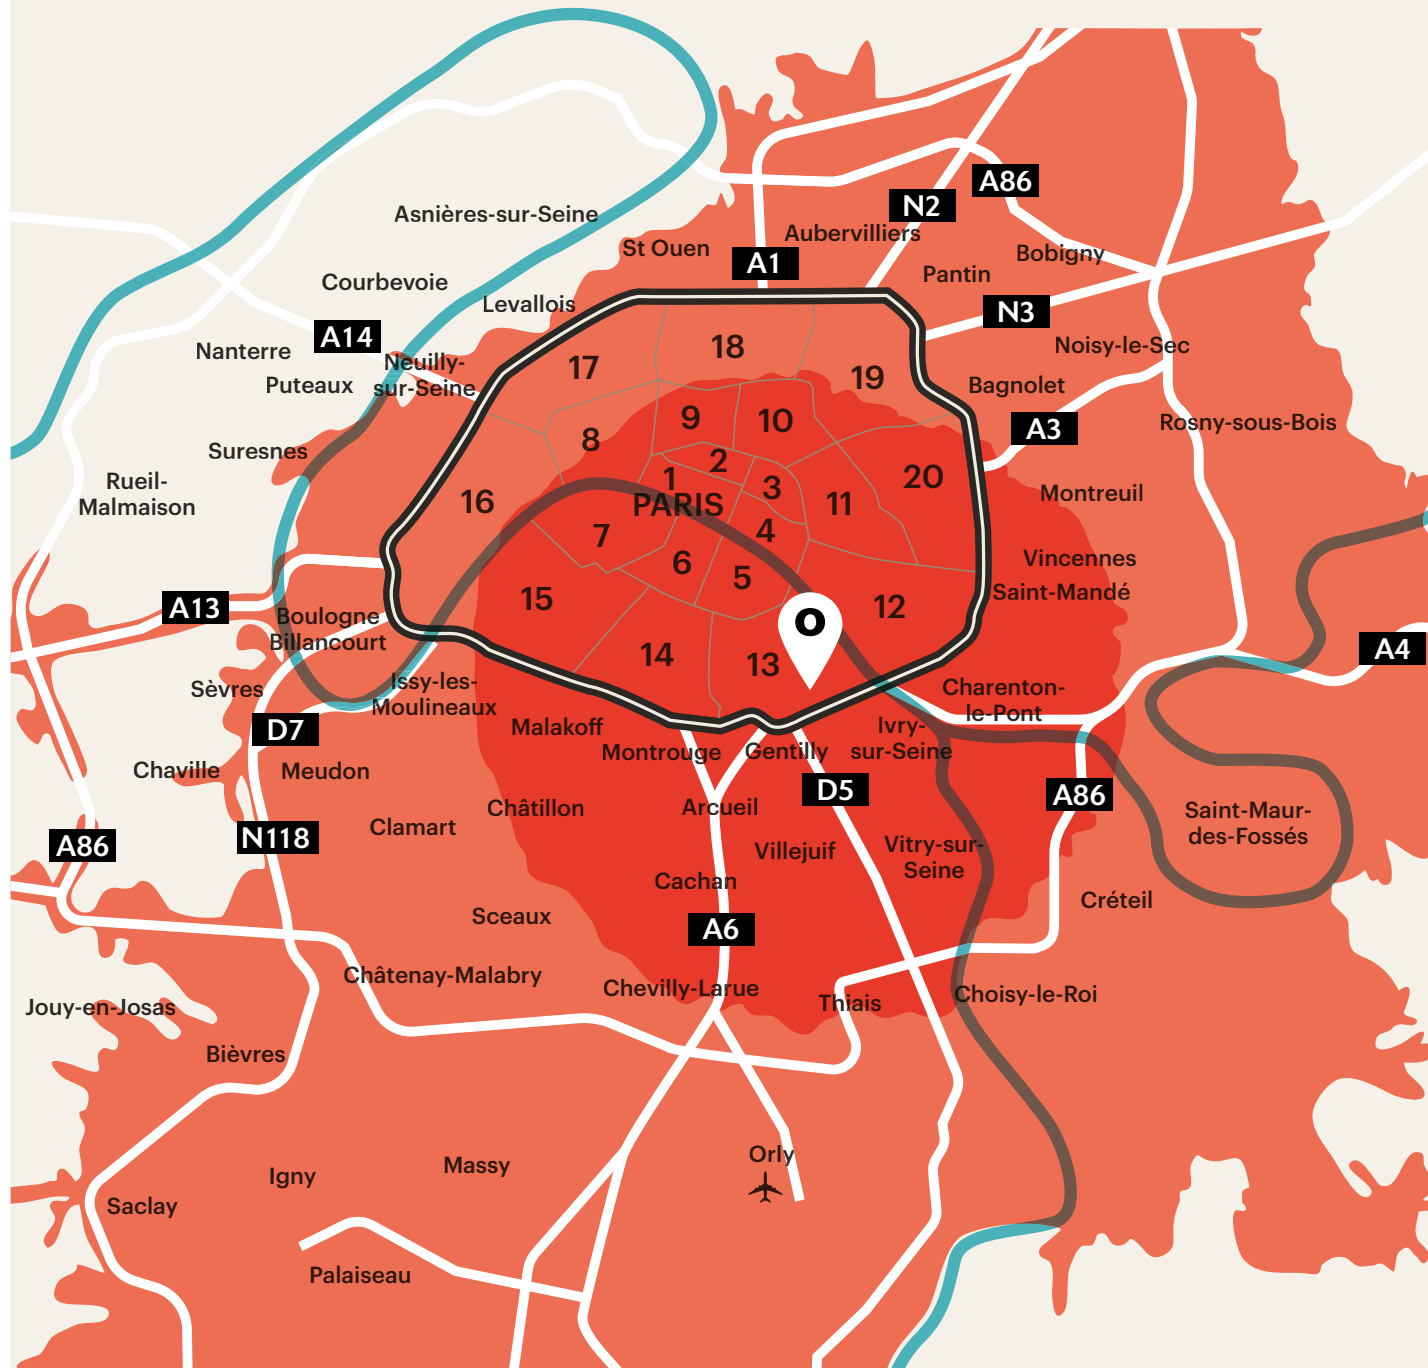 A86
N2
Asnières-sur-Seine
Aubervilliers
St Ouen
Bobigny
A1
Pantin
Courbevoie
Levallois
N3
A14
18
Noisy-le-Sec
Nanterre
Neuilly-
sur-Seine
17
19
Puteaux
Bagnolet
9
10
A3
Rosny-sous-Bois
8
Suresnes
2
1
3
20
Rueil-
Malmaison
16
PARIS
11
Montreuil
4
7
6
5
Vincennes
Saint-Mandé
15
12
A13
Boulogne
Billancourt
O
14
13
A4
Sèvres
Issy-les-
Moulineaux
Charenton-
le-Pont
D7
Malakoff
Montrouge
Gentilly
Ivry-
sur-Seine
Chaville
Meudon
D5
A86
Châtillon
Arcueil
Saint-Maur-
des-Fossés
Clamart
N118
A86
Villejuif
Vitry-sur-
Seine
Cachan
Créteil
Sceaux
A6
Châtenay-Malabry
Chevilly-Larue
Thiais
Choisy-le-Roi
Jouy-en-Josas
Bièvres
Orly
Massy
Igny
Saclay
Palaiseau